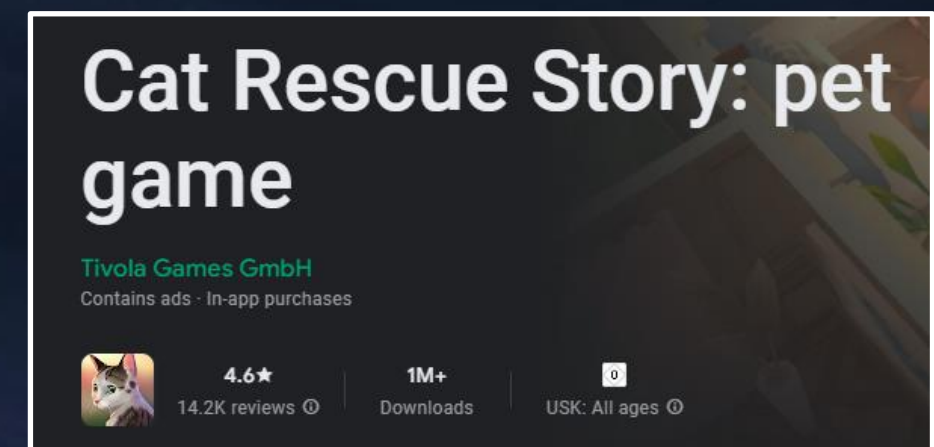 Cat Rescue Story: pet
game
Tivola Games GmbH
Contains ads · In-app purchases
4.6★ 1M+ 0
14.2K reviews Downloads USK: All ages